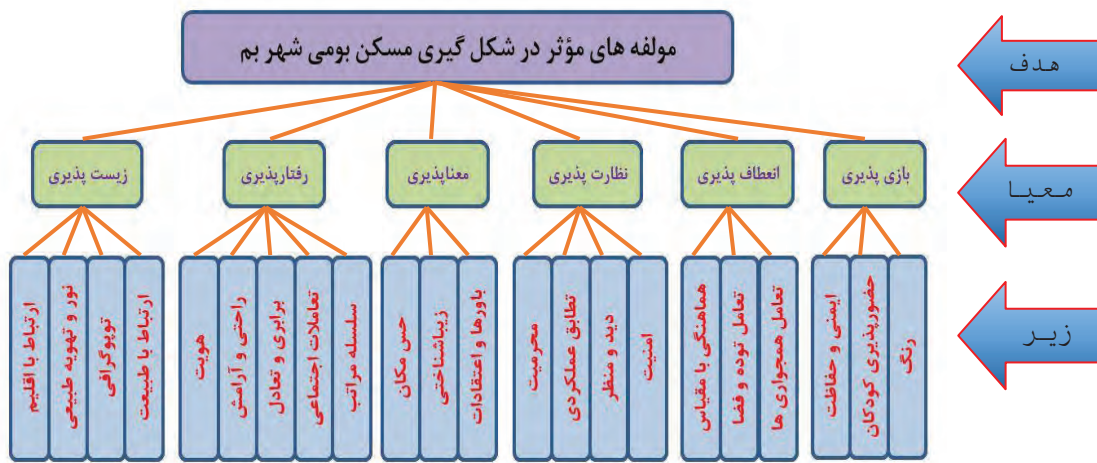 مولفه های مؤثر در شکل گیری مسکن بومی شهر بم
هدف
بازی پذیری
انعطاف پذیری
نظارت پذیری
معناپذیری
رفتارپذیری
زیست پذیری
معیا
رنگ
حضورپذیری کودکان
ایمنی و حفاظت
تعامل همجواری ها
تعامل توده و فضا
هماهنگی با مقیاس
امنیت
دید و منظر
تطابق عملکردی
محرمیت
باورها و اعتقادات
زیباشناختی
حس مکان
سلسله مراتب
تعاملات اجتماعی
برابری و تعادل
راحتی و آرامش
هویت
ارتباط با طبیعت
توپوگرافی
نور و تهویه طبیعی
ارتباط با اقلیم
زیر